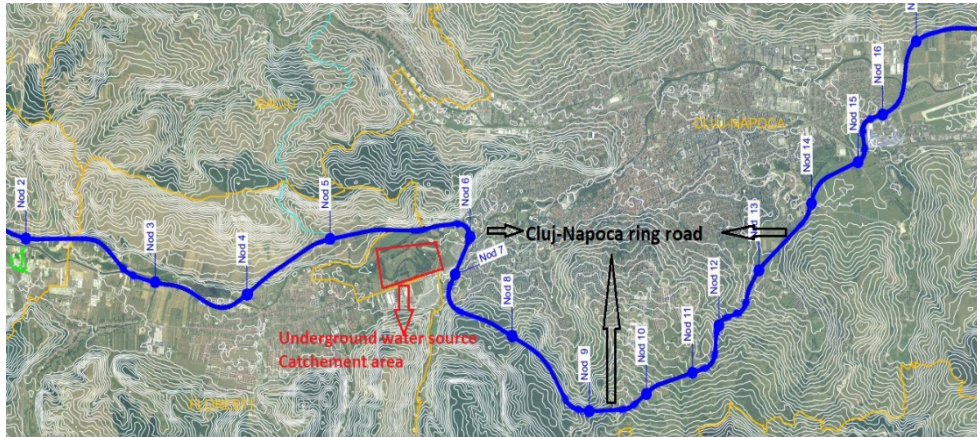 BACIU
CLUJ-NAPOCA
Nod 16
Nod 15
Nod 14
Nod 13
Nod 12
Nod 11
Nod 10
Nod 9
Nod 8
Nod 7
Nod 6
Nod 5
Nod 4
Nod 3
Nod 2
Cluj-Napoca ring road
Underground water source
Catchement area
FLORESTI